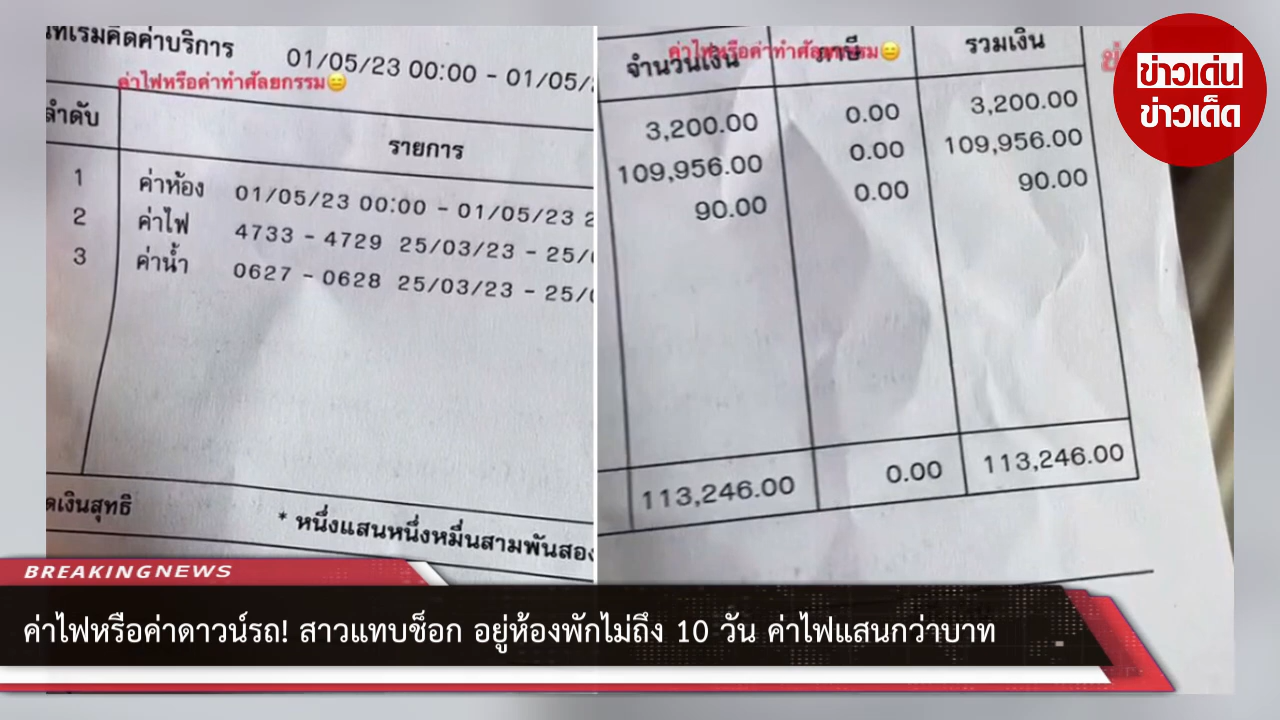 นที่เริ่มคิดค่าบริการ 01/05/23 00:00 - 01/05/
ค่าไฟหรือค่าทำศัลยกรรม😑
ลำดับ รายการ
1 ค่าห้อง 01/05/23 00:00 - 01/05/23 2
2 ค่าไฟ 4733 - 4729 25/03/23 - 25/
3 ค่าน้ำ 0627 - 0628 25/03/23 - 25/
ดเงินสุทธิ * หนึ่งแสนหนึ่งหมื่นสามพันสอง
ค่าไฟหรือค่าทำศัลยกรรม😑
จำนวนเงิน ภาษี รวมเงิน
3,200.00 0.00 3,200.00
109,956.00 0.00 109,956.00
90.00 0.00 90.00
113,246.00 0.00 113,246.00
ข่าวเด่น
ข่าวเด็ด
BREAKINGNEWS
ค่าไฟหรือค่าดาวน์รถ! สาวแทบช็อก อยู่ห้องพักไม่ถึง 10 วัน ค่าไฟแสนกว่าบาท